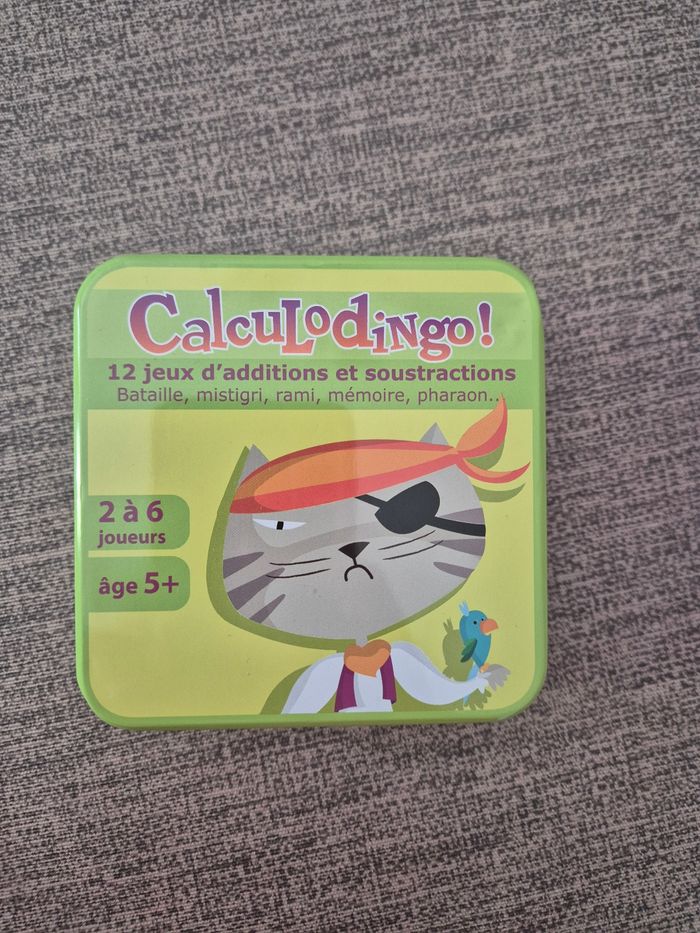 CalcuLodiNgo!
12 jeux d'additions et soustractions
Bataille, mistigri, rami, mémoire, pharaon...
2 à 6
joueurs
âge 5+